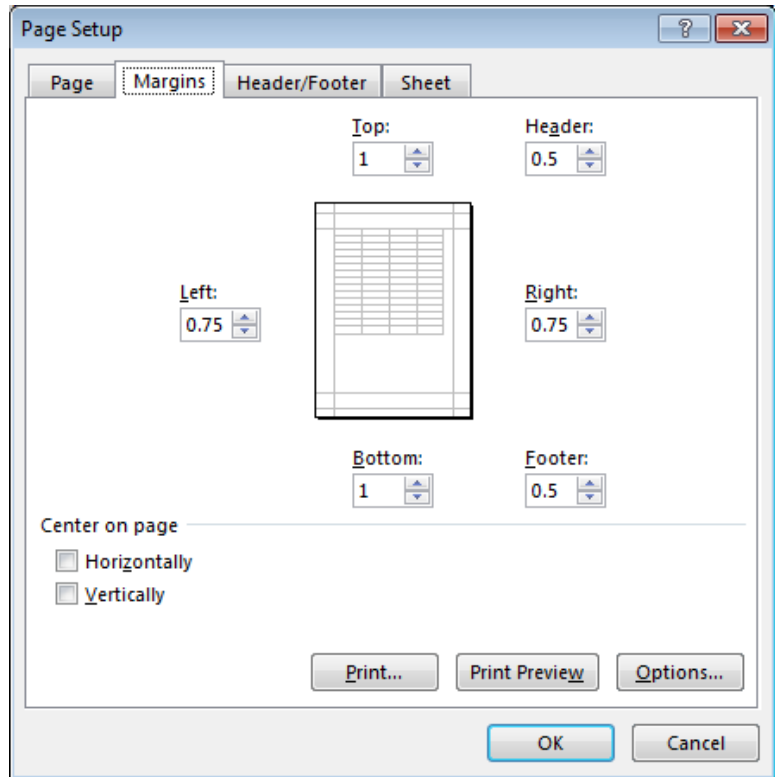 Page Setup
Page Margins Header/Footer Sheet
Top: Header:
1 0.5
Left: Right:
0.75 0.75
Bottom: Footer:
1 0.5
Center on page
Horizontally
Vertically
Print... Print Preview Options...
OK Cancel